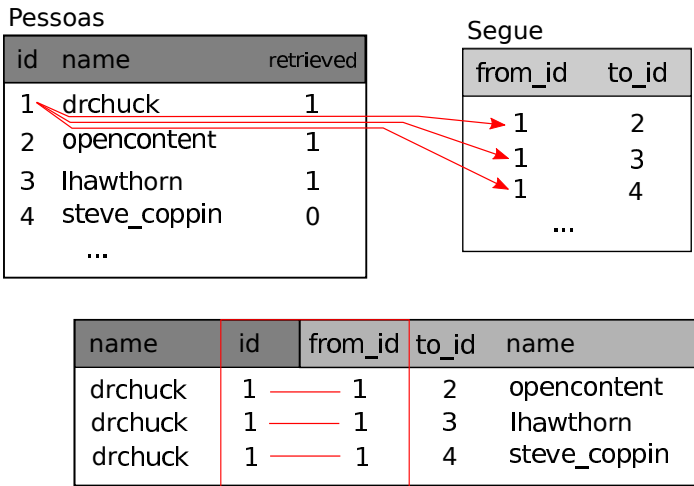 Pessoas
id name retrieved
1 drchuck 1
2 opencontent 1
3 lhawthorn 1
4 steve_coppin 0
...
Segue
from_id to_id
1 2
1 3
1 4
...
name id from_id to_id name
drchuck 1 1 2 opencontent
drchuck 1 1 3 lhawthorn
drchuck 1 1 4 steve_coppin